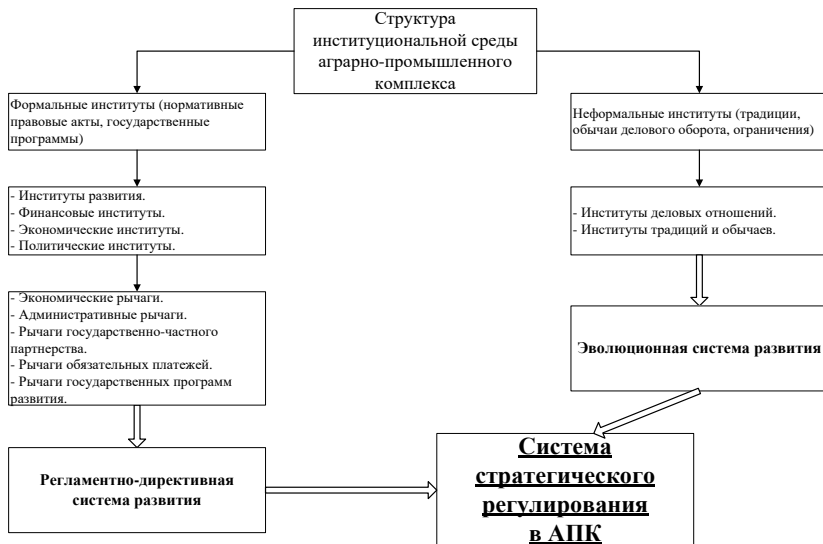 Структура
институциональной среды
аграрно-промышленного
комплекса
Формальные институты (нормативные
правовые акты, государственные
программы)
Неформальные институты (традиции,
обычаи делового оборота, ограничения)
- Институты развития.
- Финансовые институты.
- Экономические институты.
- Политические институты.
- Институты деловых отношений.
- Институты традиций и обычаев.
- Экономические рычаги.
- Административные рычаги.
- Рычаги государственно-частного
партнерства.
- Рычаги обязательных платежей.
- Рычаги государственных программ
развития.
Эволюционная система развития
Регламентно-директивная
система развития
Система
стратегического
регулирования
в АПК